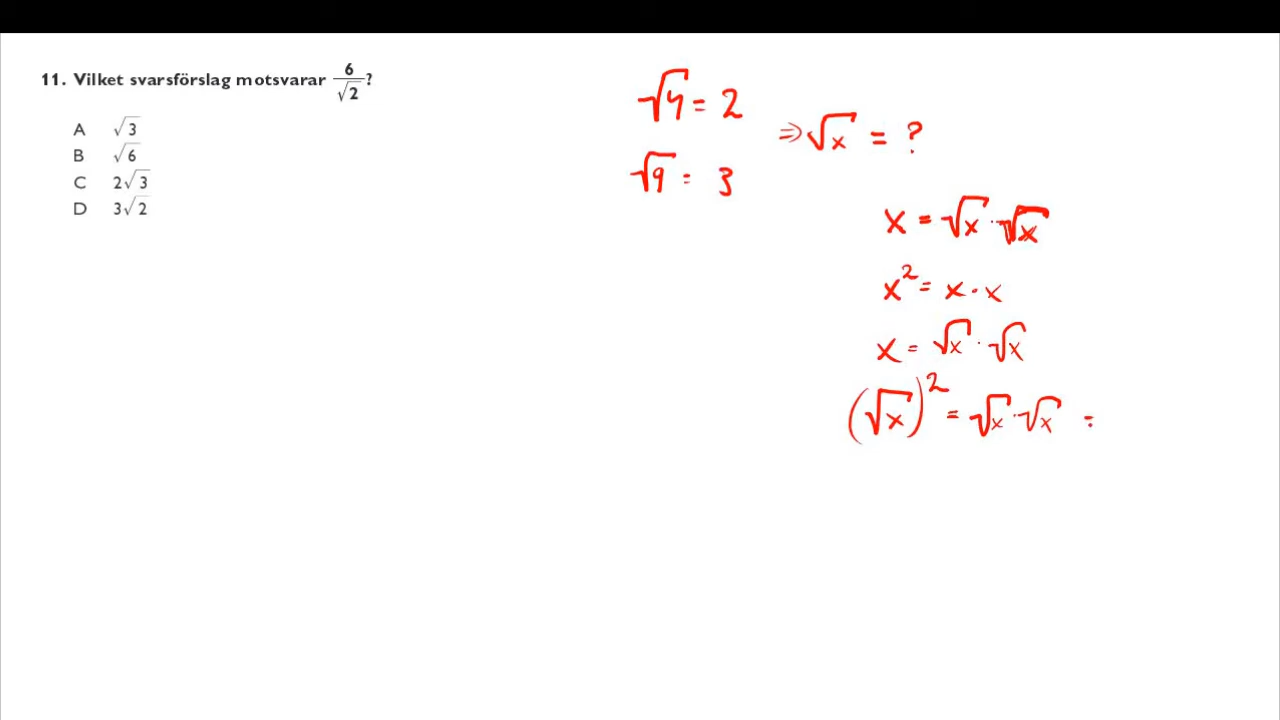 11. Vilket svarsförslag motsvarar 6/√2?
A √3
B √6
C 2√3
D 3√2
√4 = 2
√9 = 3
⇒ √x = ?
x = √x · √x
x² = x · x
x = √x · √x
(√x)² = √x · √x =